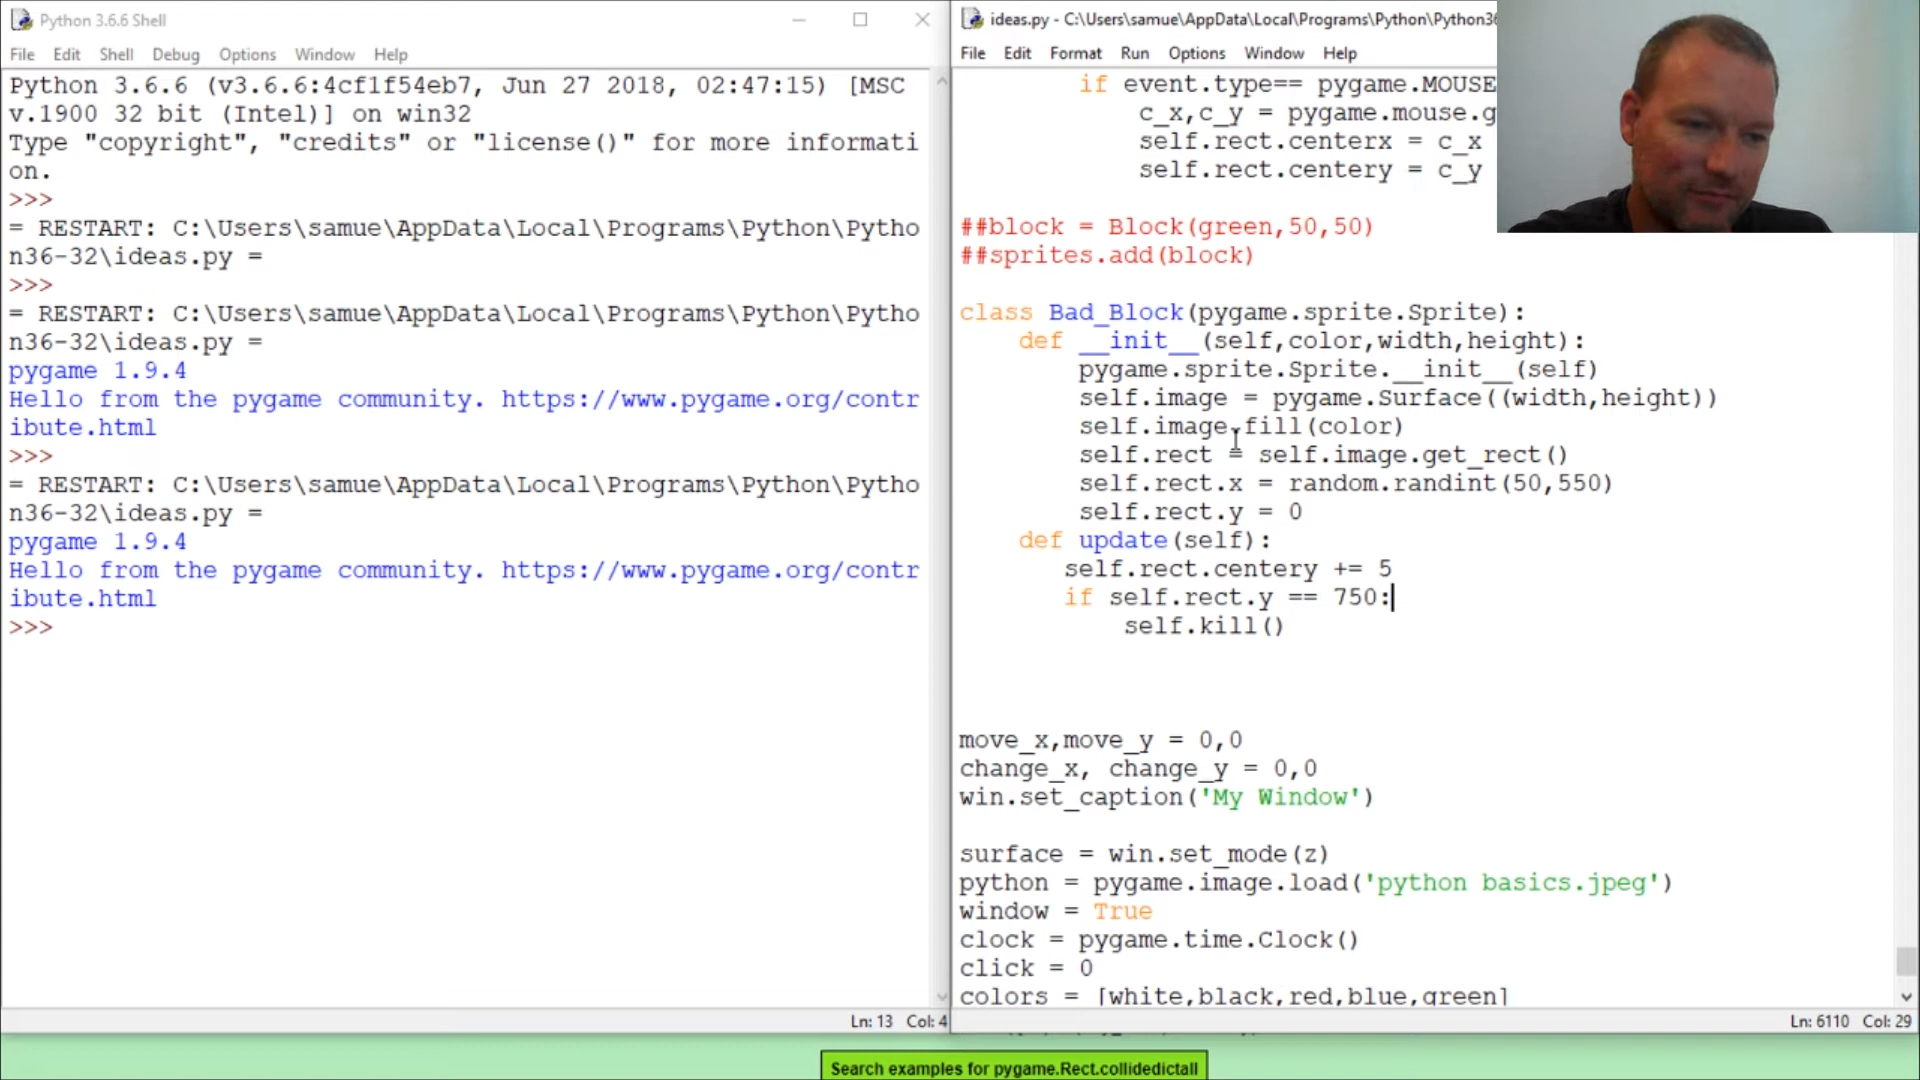 Python 3.6.6 Shell
File Edit Shell Debug Options Window Help
Python 3.6.6 (v3.6.6:4cf1f54eb7, Jun 27 2018, 02:47:15) [MSC
v.1900 32 bit (Intel)] on win32
Type "copyright", "credits" or "license()" for more informati
on.
>>>
= RESTART: C:\Users\samue\AppData\Local\Programs\Python\Pytho
n36-32\ideas.py =
>>>
= RESTART: C:\Users\samue\AppData\Local\Programs\Python\Pytho
n36-32\ideas.py =
pygame 1.9.4
Hello from the pygame community. https://www.pygame.org/contr
ibute.html
>>>
= RESTART: C:\Users\samue\AppData\Local\Programs\Python\Pytho
n36-32\ideas.py =
pygame 1.9.4
Hello from the pygame community. https://www.pygame.org/contr
ibute.html
>>>
Ln: 13 Col: 4
ideas.py - C:\Users\samue\AppData\Local\Programs\Python\Python36
File Edit Format Run Options Window Help
if event.type== pygame.MOUSE
c_x,c_y = pygame.mouse.g
self.rect.centerx = c_x
self.rect.centery = c_y
##block = Block(green,50,50)
##sprites.add(block)
class Bad_Block(pygame.sprite.Sprite):
def __init__(self,color,width,height):
pygame.sprite.Sprite.__init__(self)
self.image = pygame.Surface((width,height))
self.image.fill(color)
self.rect = self.image.get_rect()
self.rect.x = random.randint(50,550)
self.rect.y = 0
def update(self):
self.rect.centery += 5
if self.rect.y == 750:
self.kill()
move_x,move_y = 0,0
change_x, change_y = 0,0
win.set_caption('My Window')
surface = win.set_mode(z)
python = pygame.image.load('python basics.jpeg')
window = True
clock = pygame.time.Clock()
click = 0
colors = [white,black,red,blue,green]
Ln: 6110 Col: 29
Search examples for pygame.Rect.collidedictall